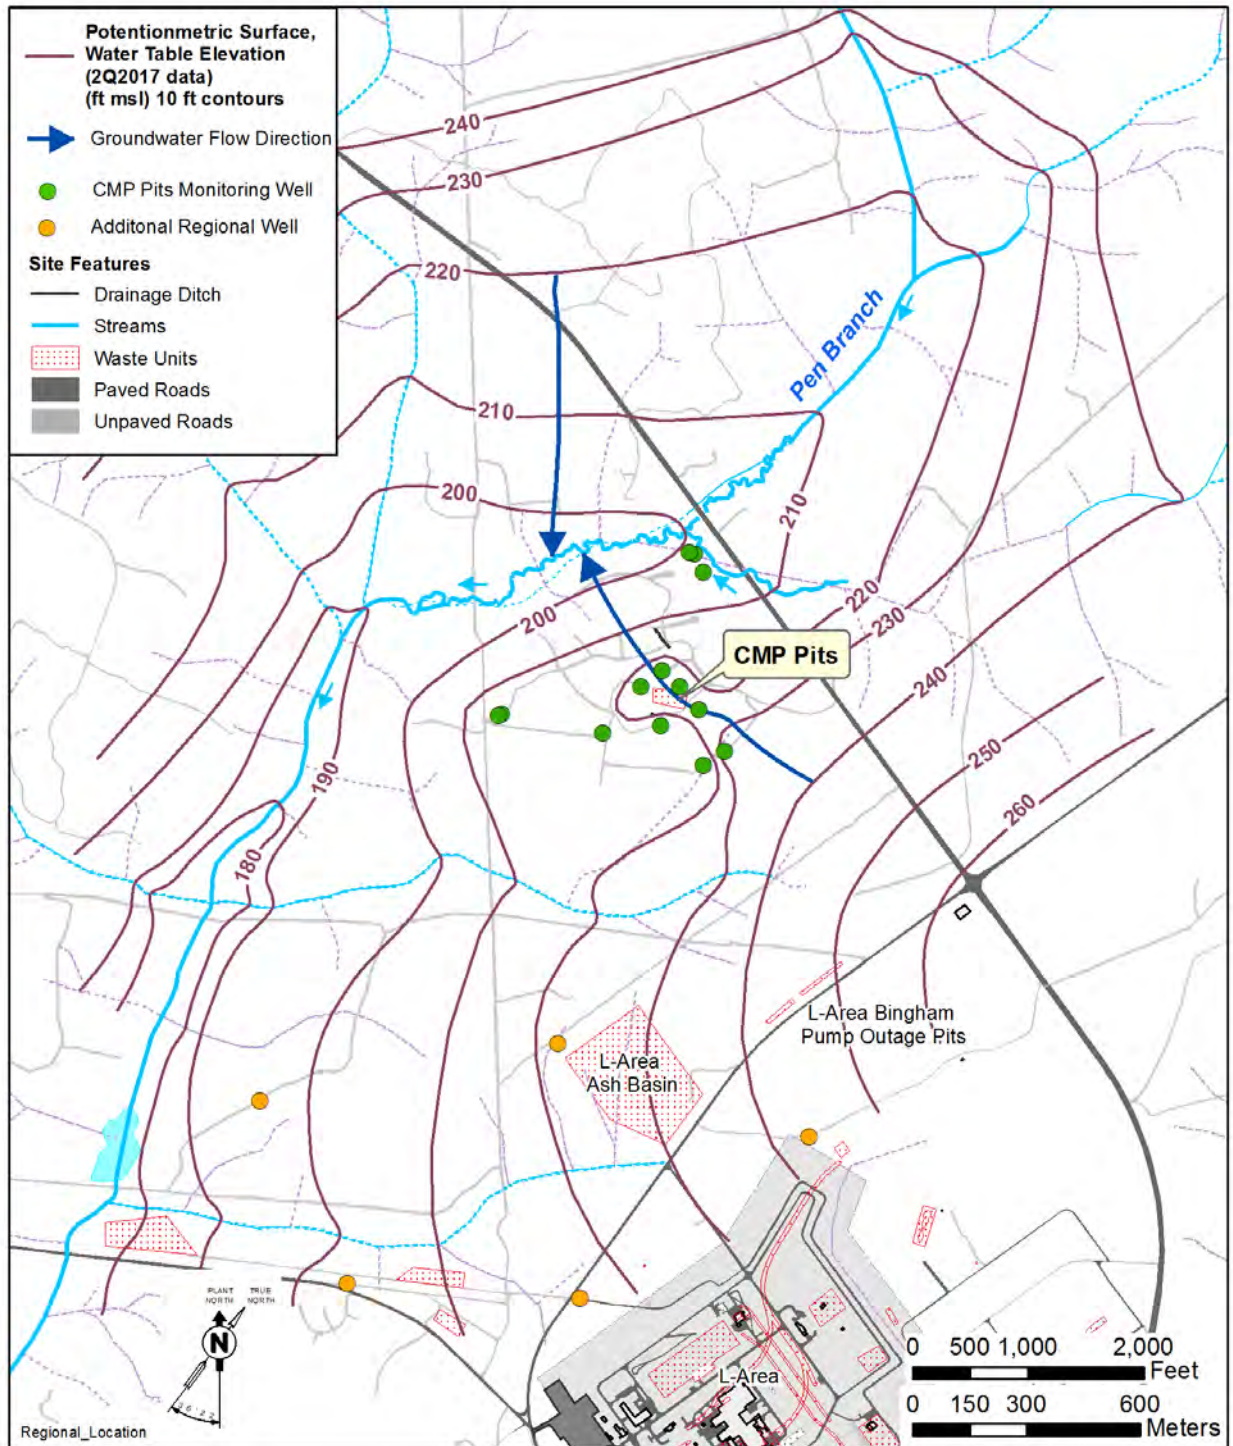 Potentionmetric Surface,
Water Table Elevation
(2Q2017 data)
(ft msl) 10 ft contours
Groundwater Flow Direction
CMP Pits Monitoring Well
Additonal Regional Well
Site Features
Drainage Ditch
Streams
Waste Units
Paved Roads
Unpaved Roads
240
230
220
210
200
Pen Branch
210
200
220
230
240
CMP Pits
250
260
190
180
L-Area Bingham
Pump Outage Pits
L-Area
Ash Basin
L-Area
PLANT
NORTH
TRUE
NORTH
N
0 500 1,000 2,000
Feet
0 150 300 600
Meters
Regional_Location